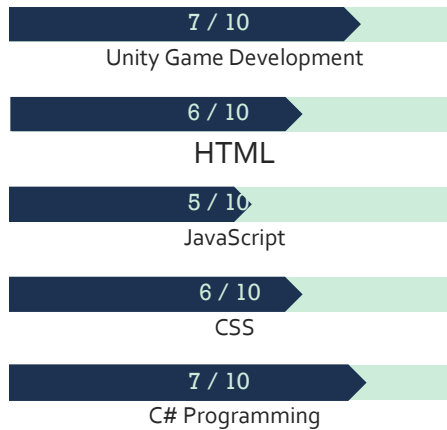 7 / 10
Unity Game Development
6 / 10
HTML
5 / 10
JavaScript
6 / 10
CSS
7 / 10
C# Programming